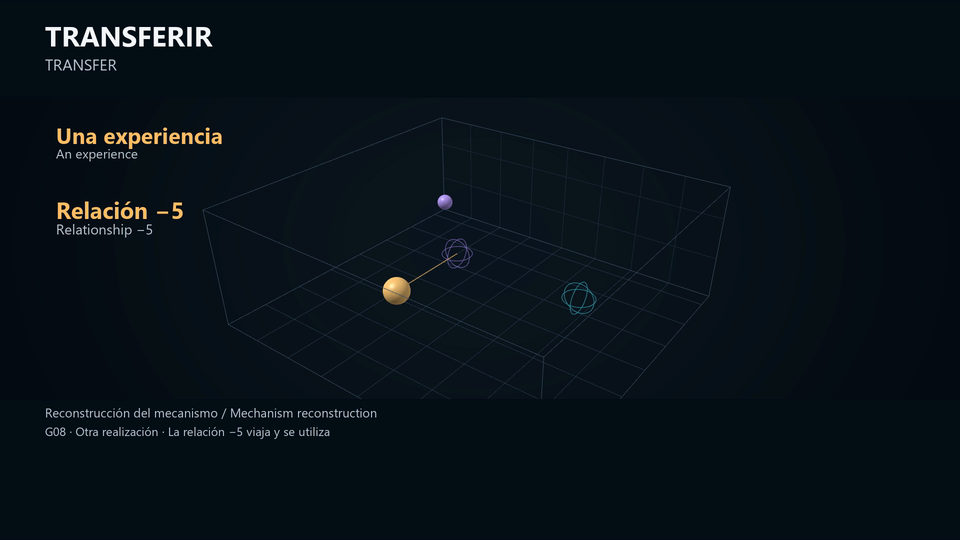 TRANSFERIR
TRANSFER
Una experiencia
An experience
Relación −5
Relationship −5
Reconstrucción del mecanismo / Mechanism reconstruction
G08 · Otra realización · La relación −5 viaja y se utiliza